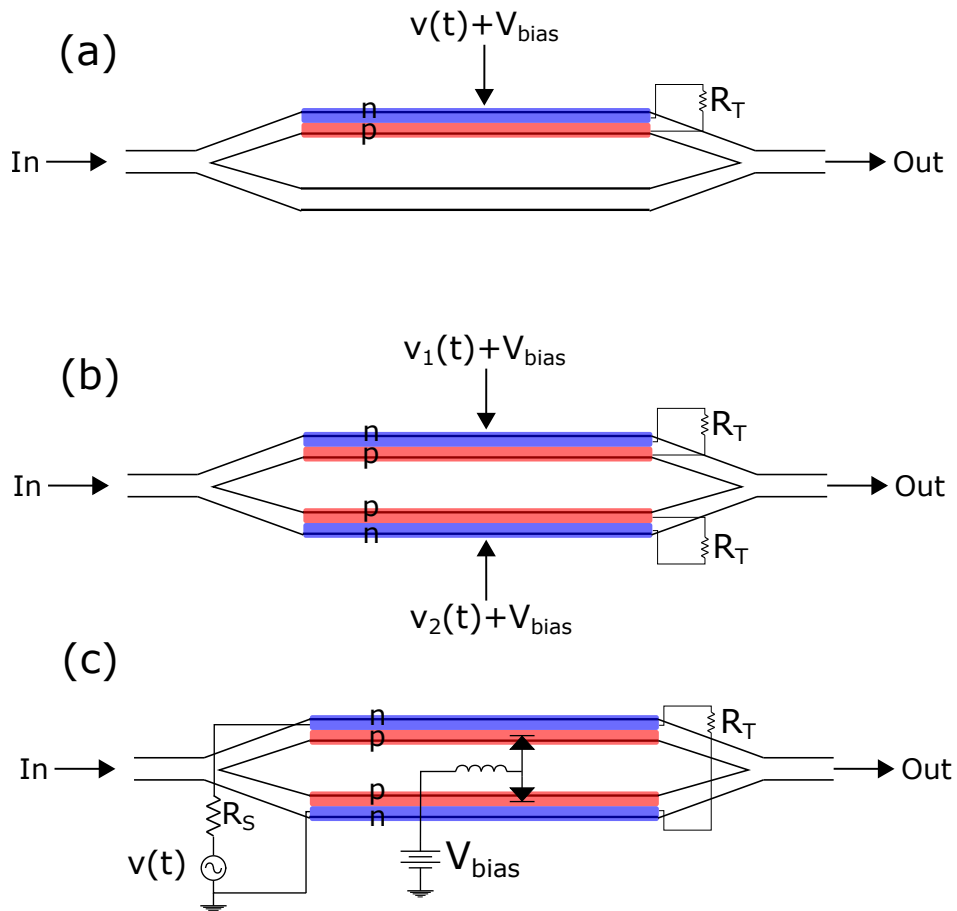 (a)
v(t)+V_bias
n
p
R_T
In
Out
(b)
v_1(t)+V_bias
n
p
R_T
In
Out
p
n
R_T
v_2(t)+V_bias
(c)
n
p
R_T
In
Out
p
n
R_S
v(t)
V_bias